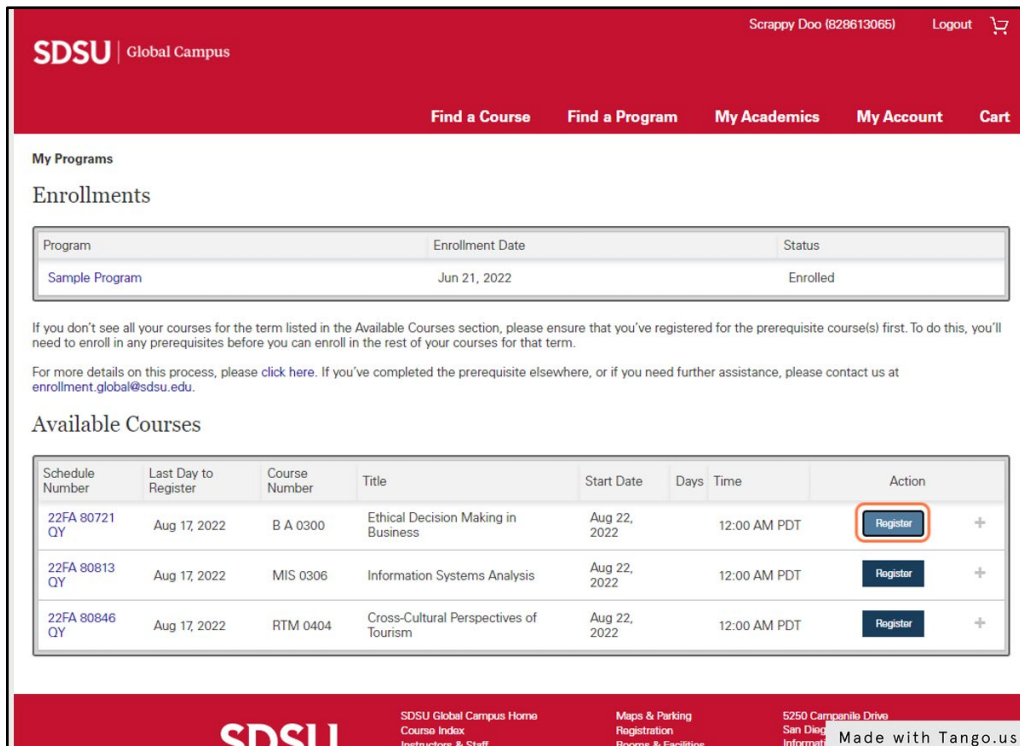 Scrappy Doo (828613065) Logout
SDSU Global Campus
Find a Course Find a Program My Academics My Account Cart
My Programs
Enrollments
Program Enrollment Date Status
Sample Program Jun 21, 2022 Enrolled
If you don't see all your courses for the term listed in the Available Courses section, please ensure that you've registered for the prerequisite course(s) first. To do this, you'll
need to enroll in any prerequisites before you can enroll in the rest of your courses for that term.
For more details on this process, please click here. If you've completed the prerequisite elsewhere, or if you need further assistance, please contact us at
enrollment.global@sdsu.edu.
Available Courses
Schedule Number Last Day to Register Course Number Title Start Date Days Time Action
22FA 80721 QY Aug 17, 2022 B A 0300 Ethical Decision Making in Business Aug 22, 2022 12:00 AM PDT Register +
22FA 80813 QY Aug 17, 2022 MIS 0306 Information Systems Analysis Aug 22, 2022 12:00 AM PDT Register +
22FA 80846 QY Aug 17, 2022 RTM 0404 Cross-Cultural Perspectives of Tourism Aug 22, 2022 12:00 AM PDT Register +
SDSU
SDSU Global Campus Home Maps & Parking 5250 Campanile Drive
Course Index Registration San Dieg
Instructors & Staff Rooms & Facilities Informati
Made with Tango.us